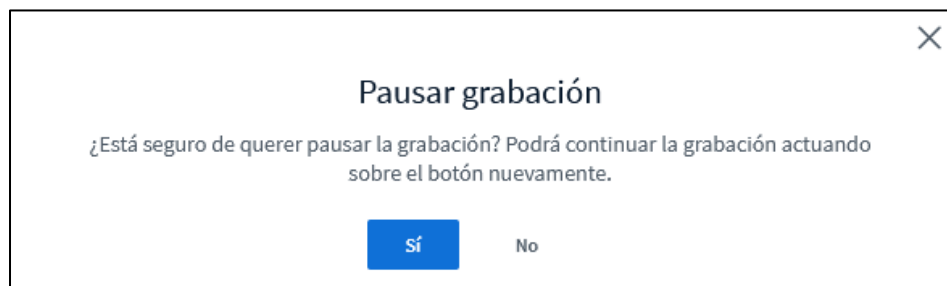 Pausar grabación
¿Está seguro de querer pausar la grabación? Podrá continuar la grabación actuando
sobre el botón nuevamente.
Sí
No